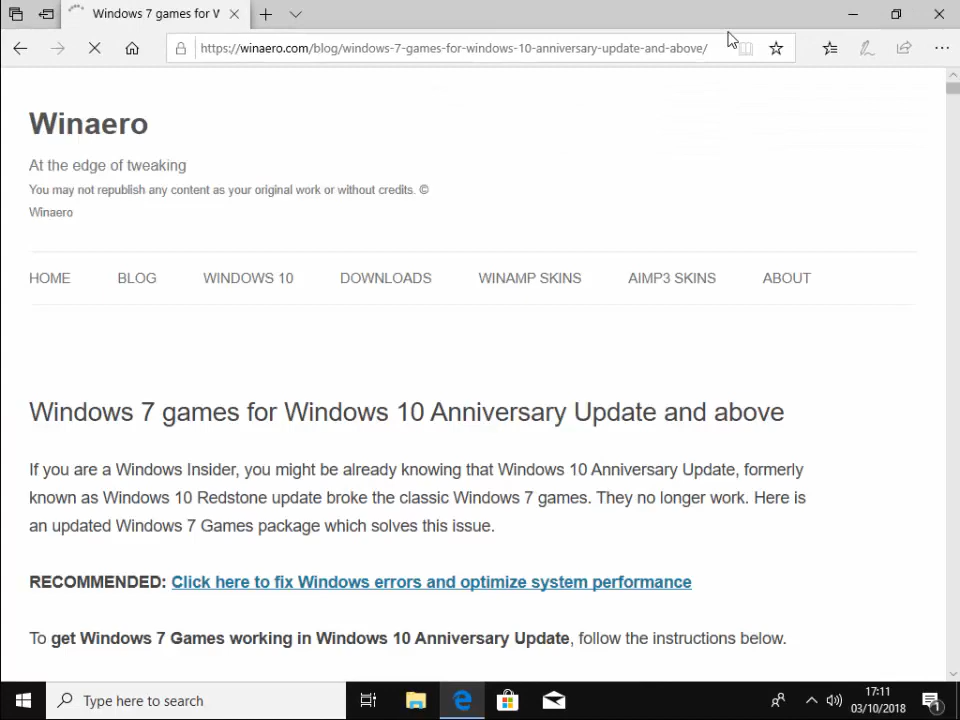 Windows 7 games for W
https://winaero.com/blog/windows-7-games-for-windows-10-anniversary-update-and-above/
Winaero
At the edge of tweaking
You may not republish any content as your original work or without credits. ©
Winaero
HOME BLOG WINDOWS 10 DOWNLOADS WINAMP SKINS AIMP3 SKINS ABOUT
Windows 7 games for Windows 10 Anniversary Update and above
If you are a Windows Insider, you might be already knowing that Windows 10 Anniversary Update, formerly
known as Windows 10 Redstone update broke the classic Windows 7 games. They no longer work. Here is
an updated Windows 7 Games package which solves this issue.
RECOMMENDED: Click here to fix Windows errors and optimize system performance
To get Windows 7 Games working in Windows 10 Anniversary Update, follow the instructions below.
Type here to search
17:11
03/10/2018
1